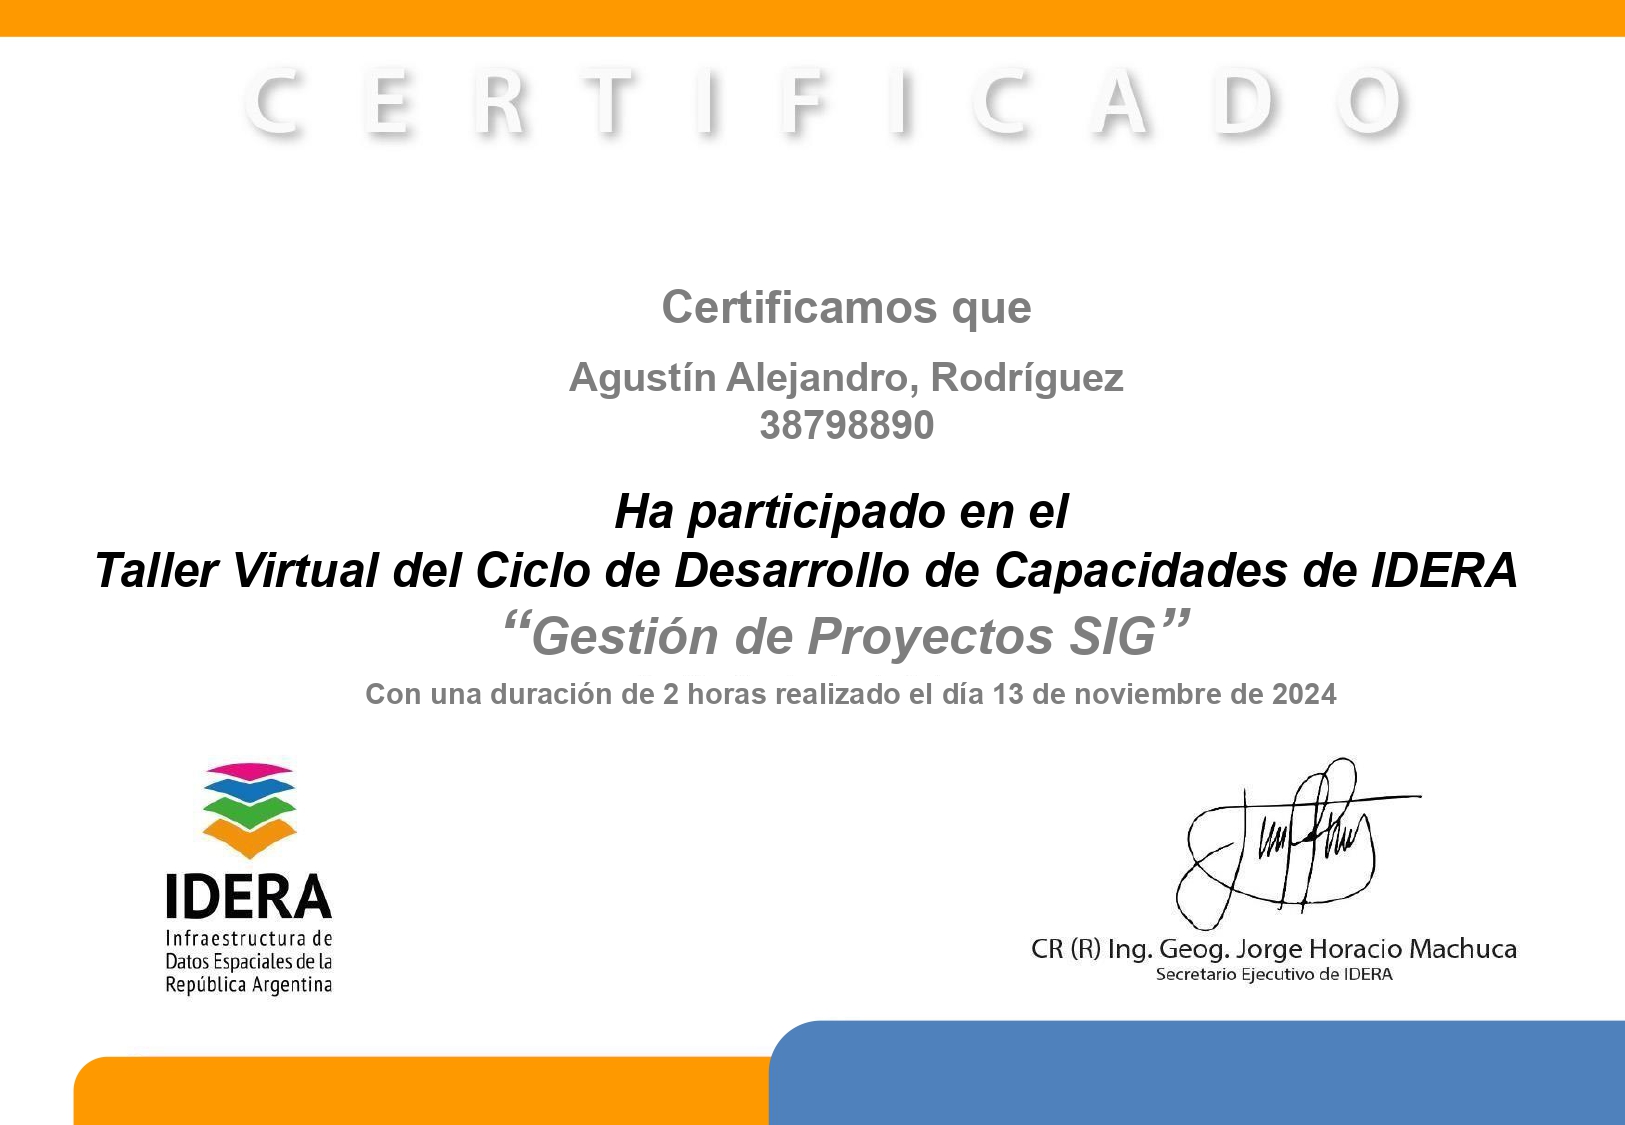 CERTIFICADO
Certificamos que
Agustín Alejandro, Rodríguez
38798890
Ha participado en el
Taller Virtual del Ciclo de Desarrollo de Capacidades de IDERA
“Gestión de Proyectos SIG”
Con una duración de 2 horas realizado el día 13 de noviembre de 2024
IDERA
Infraestructura de
Datos Espaciales de la
República Argentina
CR (R) Ing. Geog. Jorge Horacio Machuca
Secretario Ejecutivo de IDERA